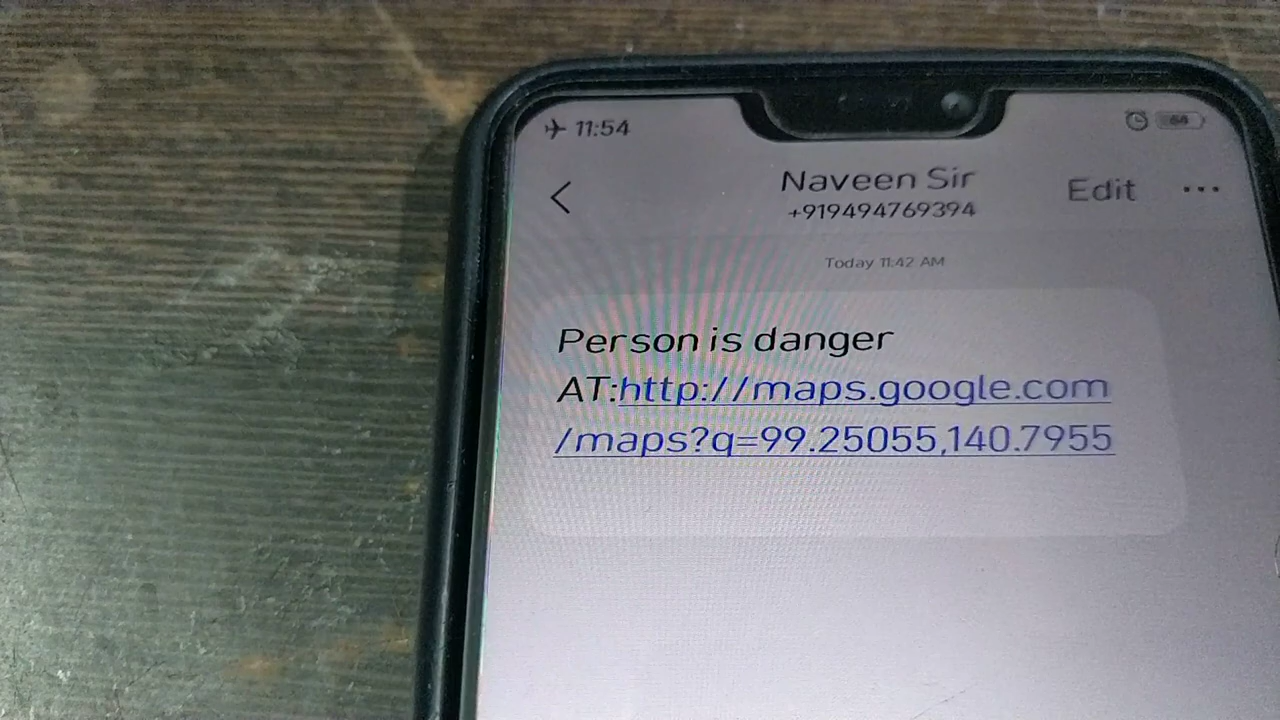 11:54
64
Naveen Sir
Edit
+919494769394
Today 11:42 AM
Person is danger
AT:http://maps.google.com
/maps?q=99.25055,140.7955